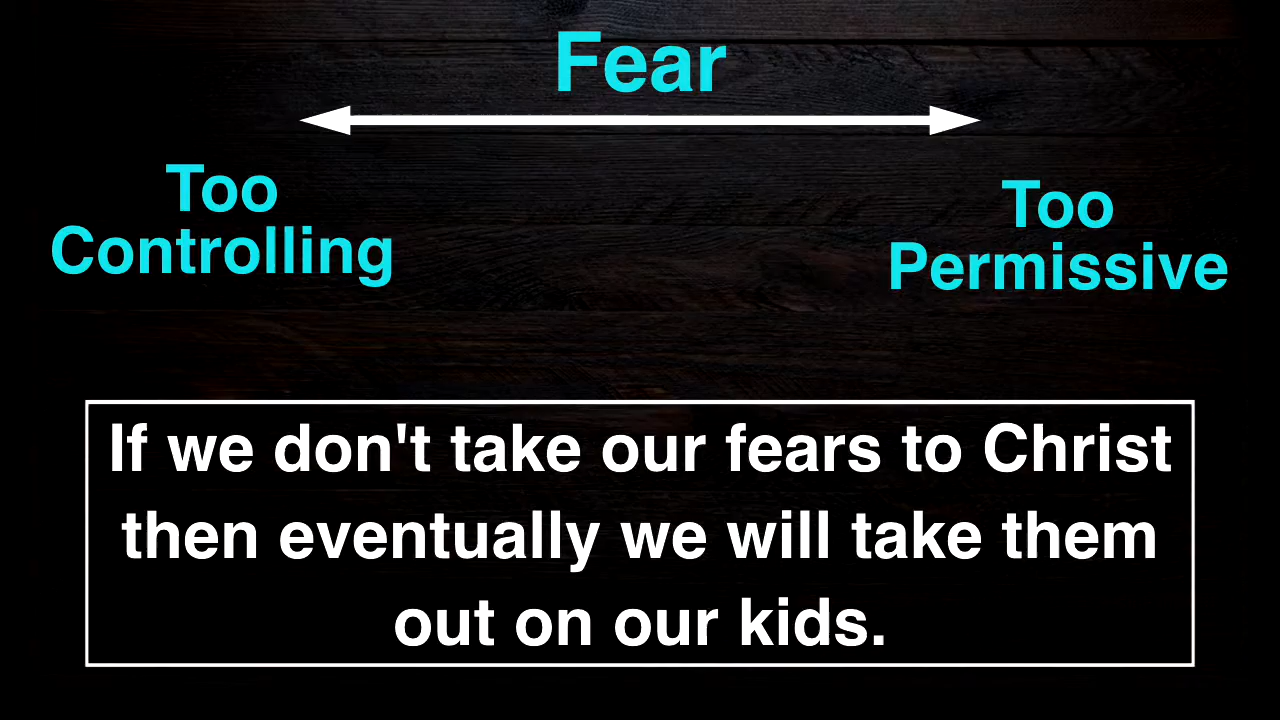 Fear
Too
Controlling
Too
Permissive
If we don't take our fears to Christ
then eventually we will take them
out on our kids.